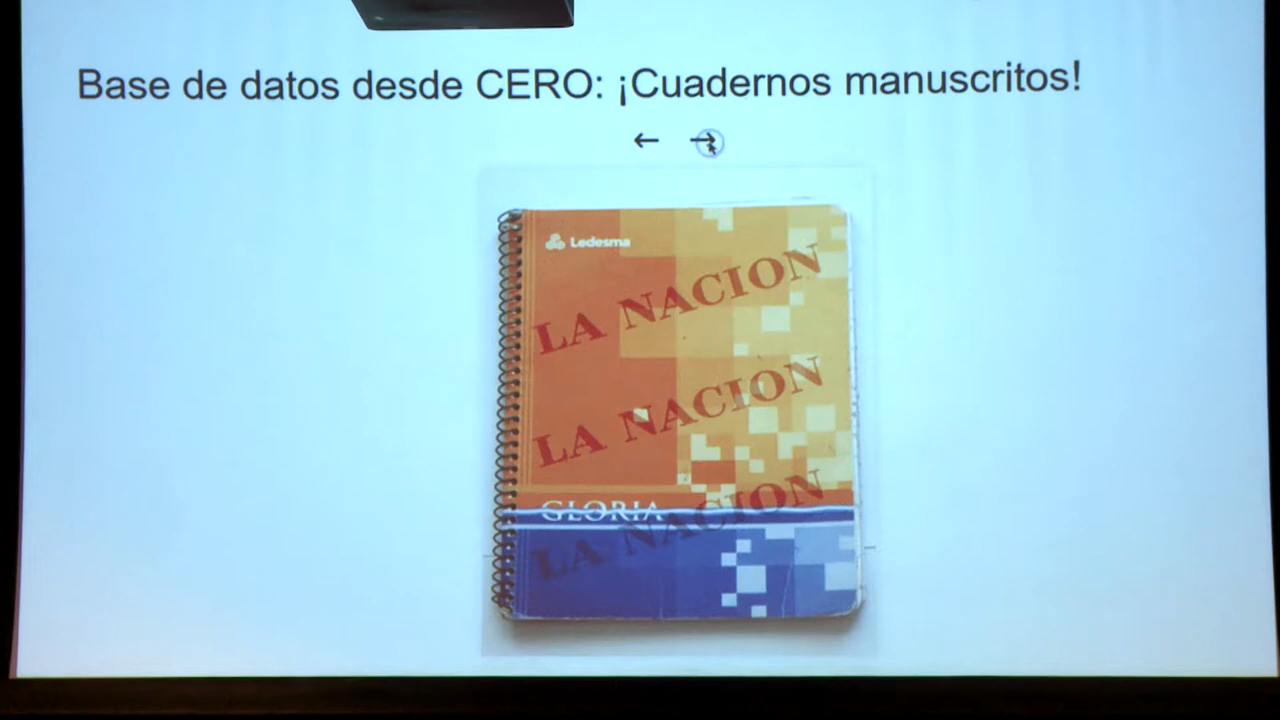 Base de datos desde CERO: ¡Cuadernos manuscritos!
← →
Ledesma
LA NACION
LA NACION
GLORIA
LA NACION